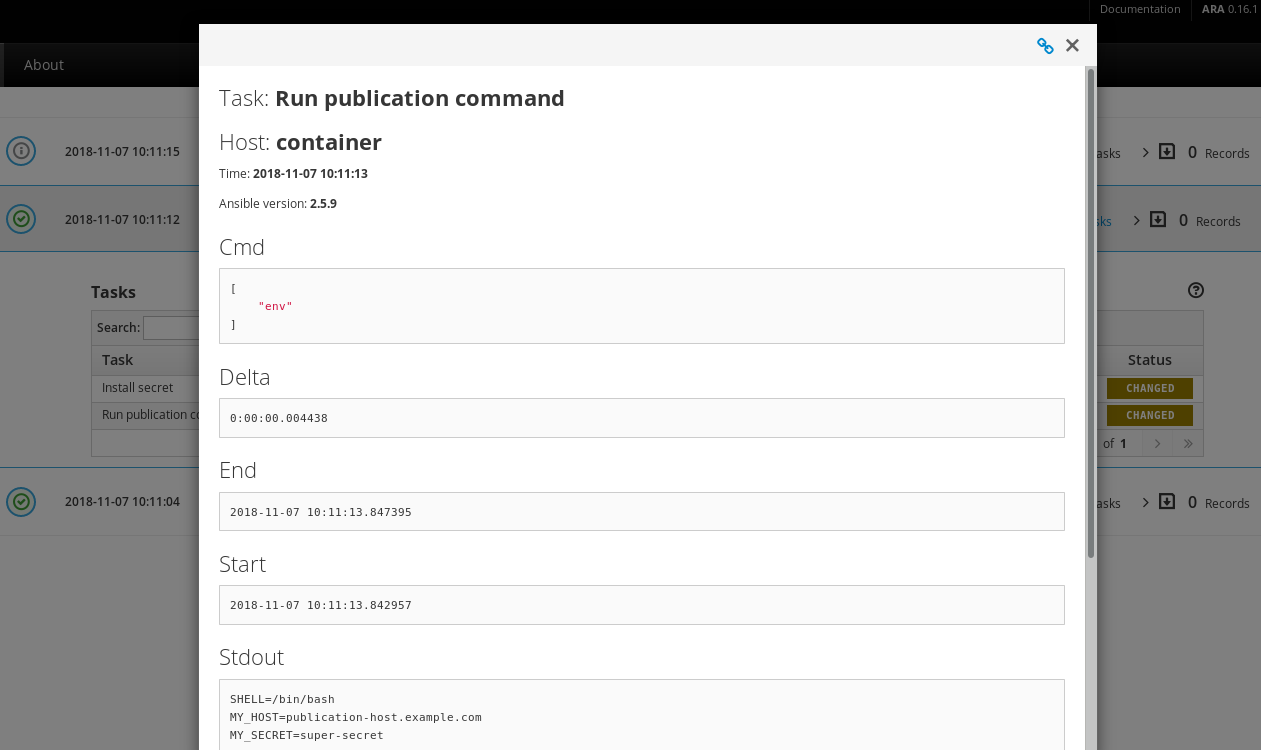 Documentation
ARA 0.16.1
About
Task: Run publication command
Host: container
Time: 2018-11-07 10:11:13
Ansible version: 2.5.9
Cmd
[
"env"
]
Delta
0:00:00.004438
End
2018-11-07 10:11:13.847395
Start
2018-11-07 10:11:13.842957
Stdout
SHELL=/bin/bash
MY_HOST=publication-host.example.com
MY_SECRET=super-secret
2018-11-07 10:11:15
0 Records
2018-11-07 10:11:12
0 Records
Tasks
Search:
Task
Status
Install secret
CHANGED
Run publication
CHANGED
of 1
2018-11-07 10:11:04
0 Records